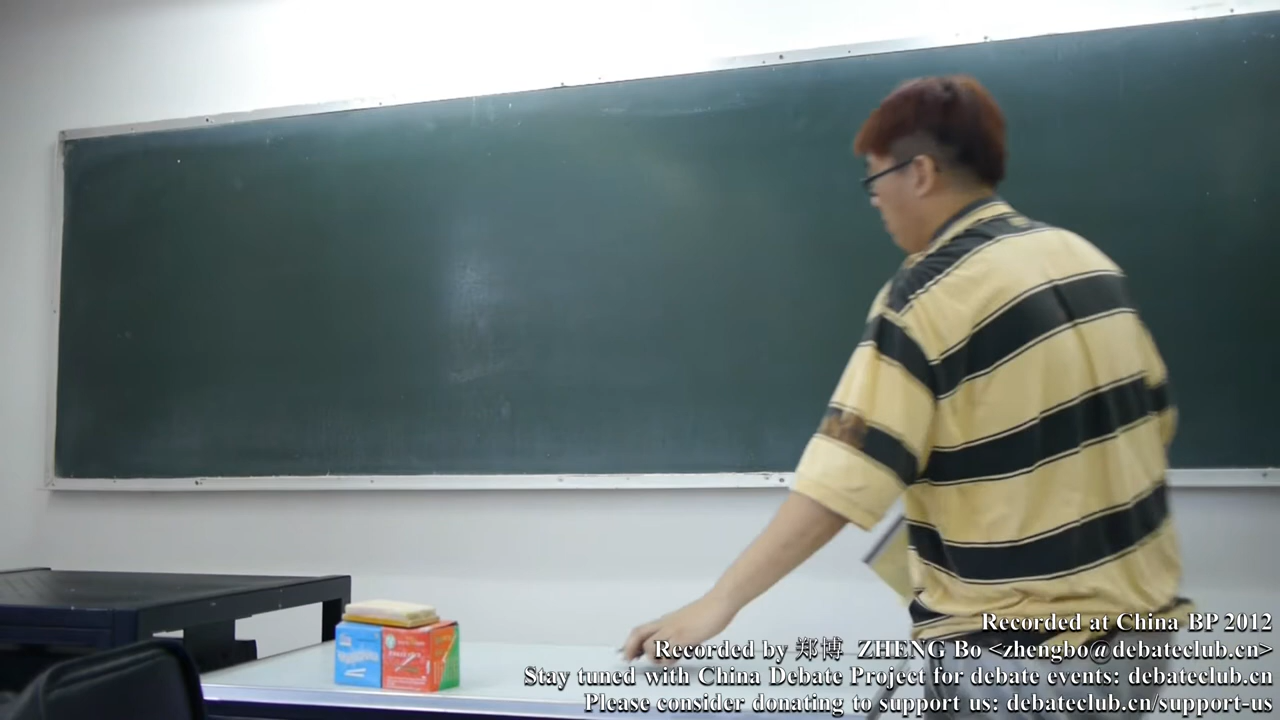 Recorded at China BP 2012
Recorded by 郑博 ZHENG Bo <zhengbo@debateclub.cn>
Stay tuned with China Debate Project for debate events: debateclub.cn
Please consider donating to support us: debateclub.cn/support-us